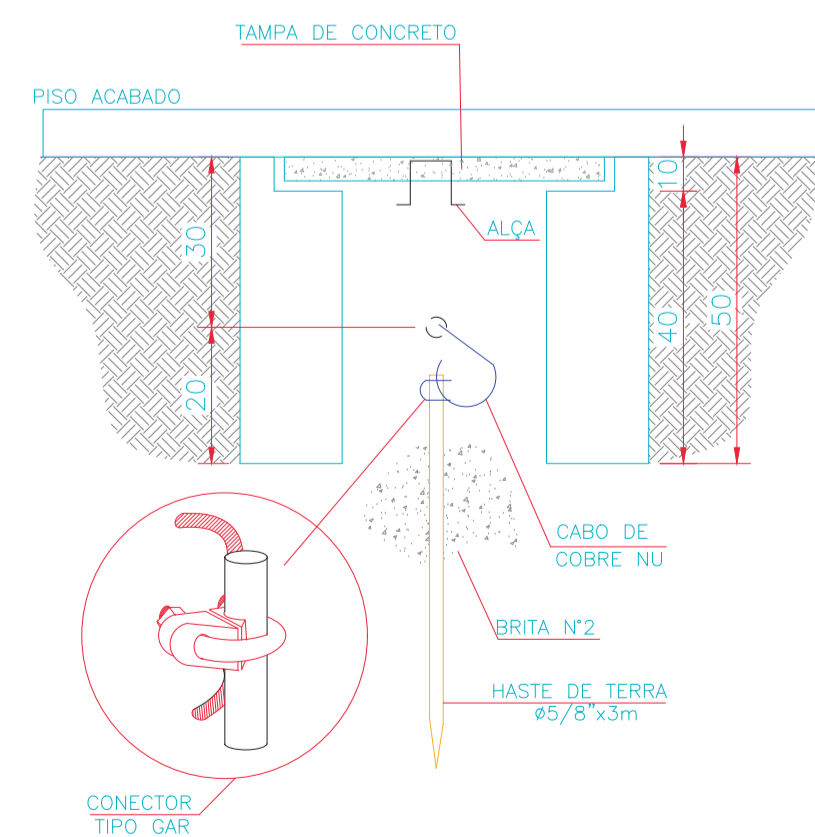 TAMPA DE CONCRETO
PISO ACABADO
10
ALÇA
30
40
50
20
CABO DE
COBRE NU
BRITA N°2
HASTE DE TERRA
ø5/8"x3m
CONECTOR
TIPO GAR